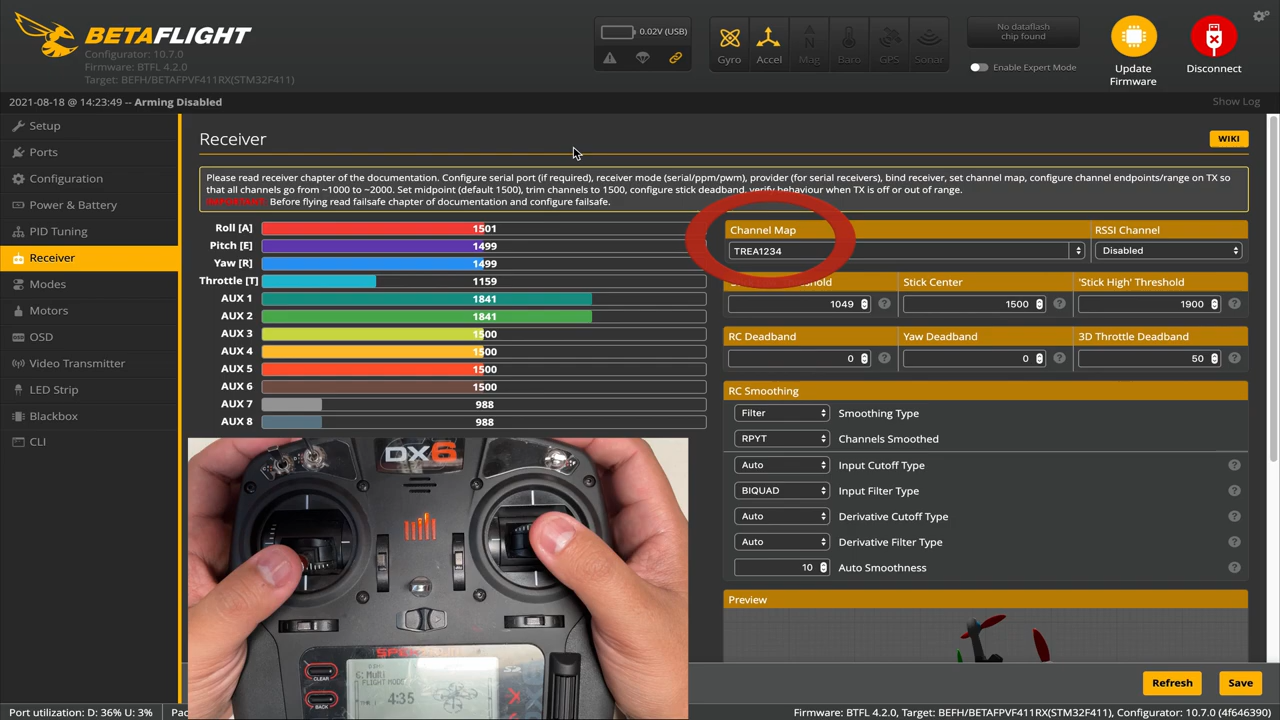 BETAFLIGHT
Configurator: 10.7.0
Firmware: BTFL 4.2.0
Target: BEFH/BETAFPVF411RX(STM32F411)
0.02V (USB)
Gyro
Accel
Mag
Baro
GPS
Sonar
No dataflash
chip found
Enable Expert Mode
Update
Firmware
Disconnect
2021-08-18 @ 14:23:49 -- Arming Disabled
Show Log
Setup
Ports
Configuration
Power & Battery
PID Tuning
Receiver
Modes
Motors
OSD
Video Transmitter
LED Strip
Blackbox
CLI
Receiver
WIKI
Please read receiver chapter of the documentation. Configure serial port (if required), receiver mode (serial/ppm/pwm), provider (for serial receivers), bind receiver, set channel map, configure channel endpoints/range on TX so
that all channels go from ~1000 to ~2000. Set midpoint (default 1500), trim channels to 1500, configure stick deadband, verify behaviour when TX is off or out of range.
IMPORTANT: Before flying read failsafe chapter of documentation and configure failsafe.
Roll [A] 1501
Pitch [E] 1499
Yaw [R] 1499
Throttle [T] 1159
AUX 1 1841
AUX 2 1841
AUX 3 1500
AUX 4 1500
AUX 5 1500
AUX 6 1500
AUX 7 988
AUX 8 988
Channel Map
RSSI Channel
TREA1234
Disabled
Threshold
Stick Center
'Stick High' Threshold
1049
1500
1900
RC Deadband
Yaw Deadband
3D Throttle Deadband
0
0
50
RC Smoothing
Filter Smoothing Type
RPYT Channels Smoothed
Auto Input Cutoff Type
BIQUAD Input Filter Type
Auto Derivative Cutoff Type
Auto Derivative Filter Type
10 Auto Smoothness
Preview
DX6
CLEAR
BACK
6: Multi
FLIGHT MODE
4:35
Refresh
Save
Port utilization: D: 36% U: 3%
Pac
Firmware: BTFL 4.2.0, Target: BEFH/BETAFPVF411RX(STM32F411), Configurator: 10.7.0 (4f646390)